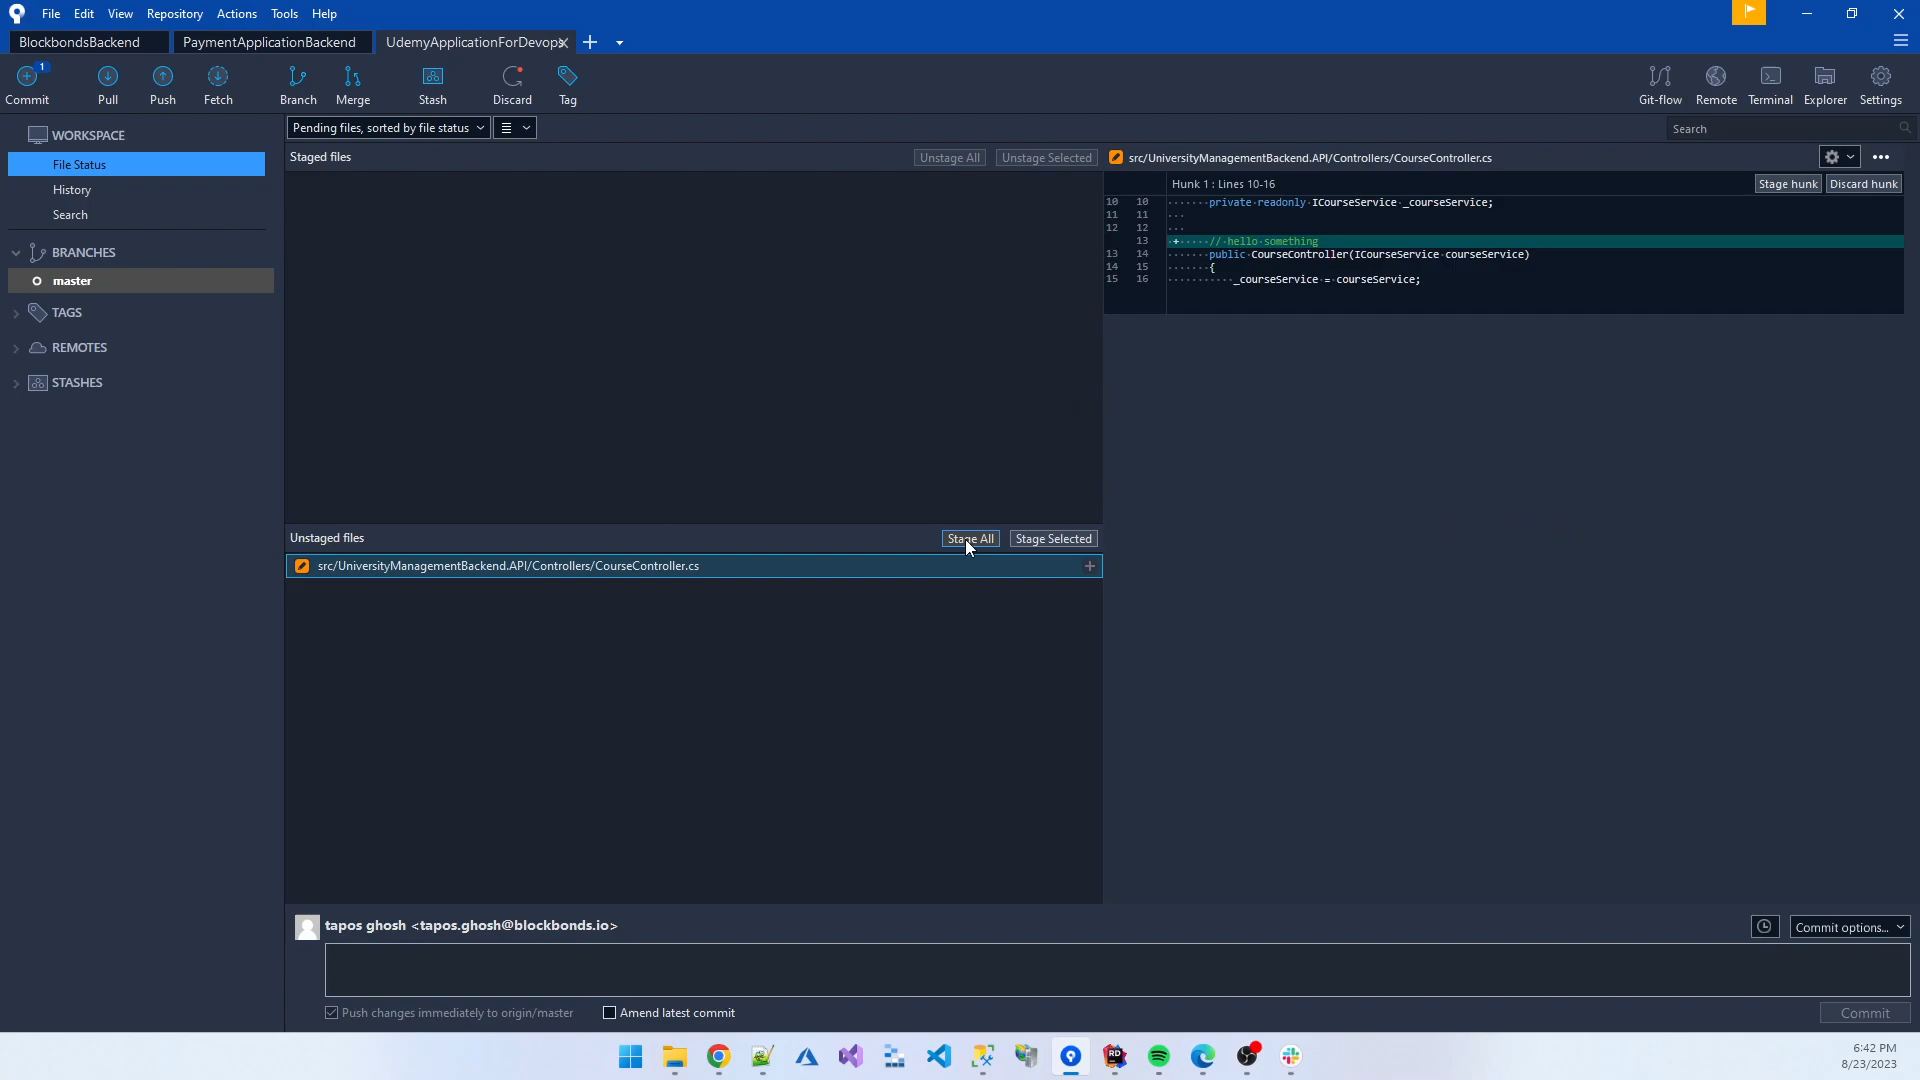 File Edit View Repository Actions Tools Help
BlockbondsBackend PaymentApplicationBackend UdemyApplicationForDevops
1
Commit Pull Push Fetch Branch Merge Stash Discard Tag Git-flow Remote Terminal Explorer Settings
WORKSPACE
File Status
History
Search
BRANCHES
master
TAGS
REMOTES
STASHES
Pending files, sorted by file status
Search
Staged files Unstage All Unstage Selected
src/UniversityManagementBackend.API/Controllers/CourseController.cs
Hunk 1 : Lines 10-16 Stage hunk Discard hunk
10 10 ·······private·readonly·ICourseService·_courseService;
11 11 ···
12 12 ···
13 ·+·····//·hello·something
13 14 ·······public·CourseController(ICourseService·courseService)
14 15 ·······{
15 16 ···········_courseService·=·courseService;
Unstaged files Stage All Stage Selected
src/UniversityManagementBackend.API/Controllers/CourseController.cs
tapos ghosh <tapos.ghosh@blockbonds.io>
Commit options...
Push changes immediately to origin/master Amend latest commit
Commit
RD
6:42 PM
8/23/2023